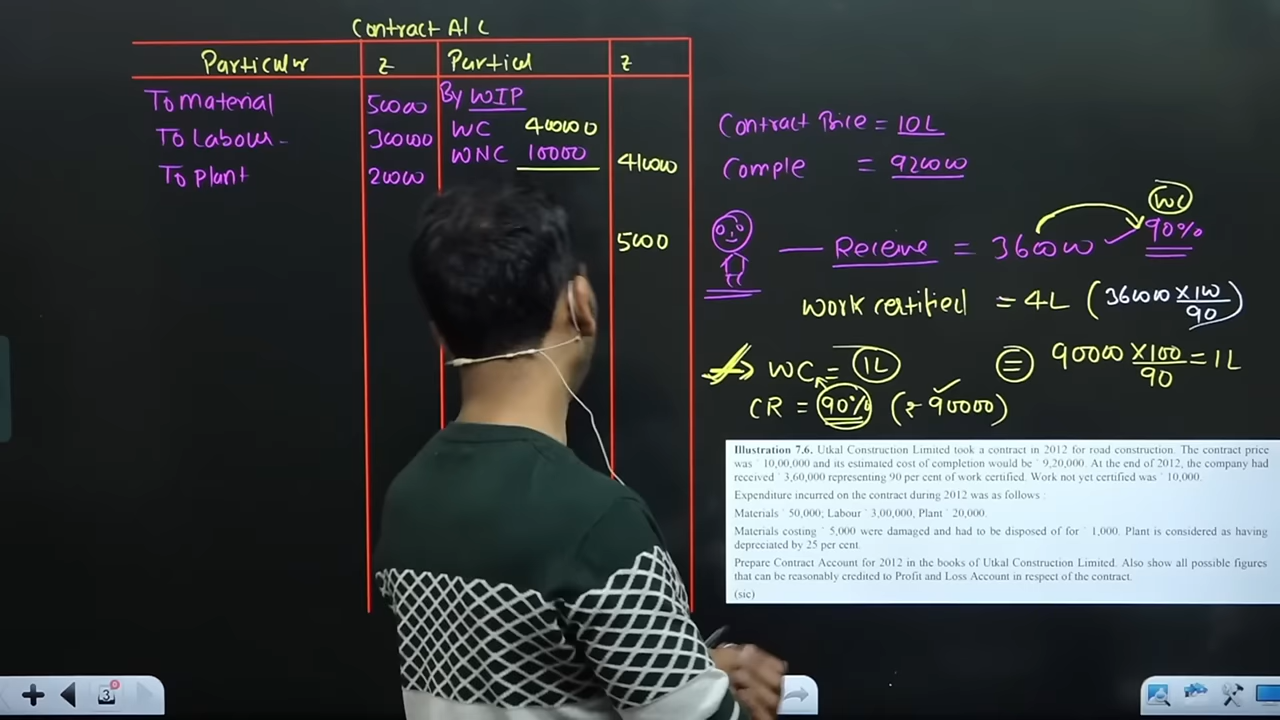 Contract A/C
Particular ₹ Particul ₹
To material 50000 By WIP
To Labour 300000 WC 400000
WNC 10000 410000
To plant 20000
5000
Contract Price = 10L
Comple = 920000
WC
Receive = 360000 90%
Work certified = 4L (360000 x 100/90)
WC = 1L = 90000 x 100/90 = 1L
CR = 90% (₹ 90000)
Illustration 7.6. Utkal Construction Limited took a contract in 2012 for road construction. The contract price
was ` 10,00,000 and its estimated cost of completion would be ` 9,20,000. At the end of 2012, the company had
received ` 3,60,000 representing 90 per cent of work certified. Work not yet certified was ` 10,000.
Expenditure incurred on the contract during 2012 was as follows :
Materials ` 50,000; Labour ` 3,00,000, Plant ` 20,000.
Materials costing ` 5,000 were damaged and had to be disposed of for ` 1,000. Plant is considered as having
depreciated by 25 per cent.
Prepare Contract Account for 2012 in the books of Utkal Construction Limited. Also show all possible figures
that can be reasonably credited to Profit and Loss Account in respect of the contract.
(sic)
3